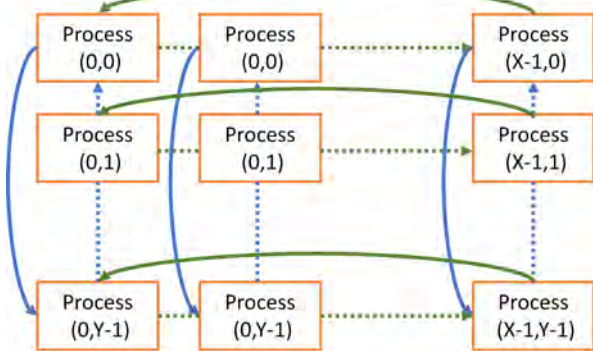 Process
(0,0)
Process
(0,0)
Process
(X-1,0)
Process
(0,1)
Process
(0,1)
Process
(X-1,1)
Process
(0,Y-1)
Process
(0,Y-1)
Process
(X-1,Y-1)